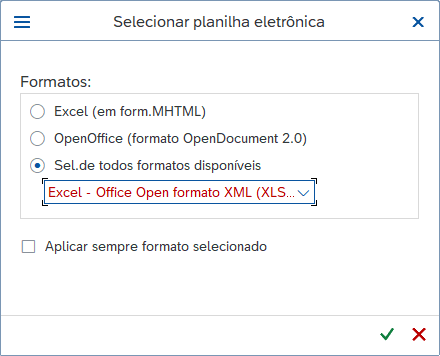 Selecionar planilha eletrônica
Formatos:
Excel (em form.MHTML)
OpenOffice (formato OpenDocument 2.0)
Sel.de todos formatos disponíveis
Excel - Office Open formato XML (XLS...
Aplicar sempre formato selecionado